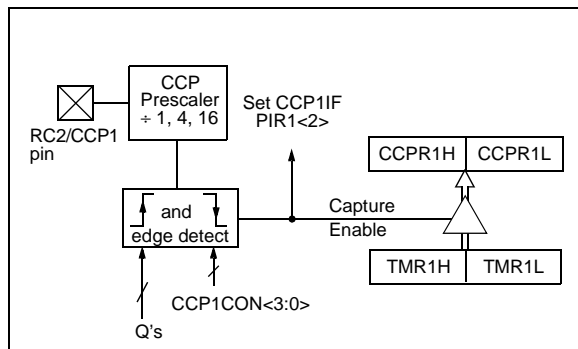 CCP
Prescaler
÷ 1, 4, 16
RC2/CCP1
pin
Set CCP1IF
PIR1<2>
CCPR1H CCPR1L
and
edge detect
Capture
Enable
TMR1H TMR1L
CCP1CON<3:0>
Q's